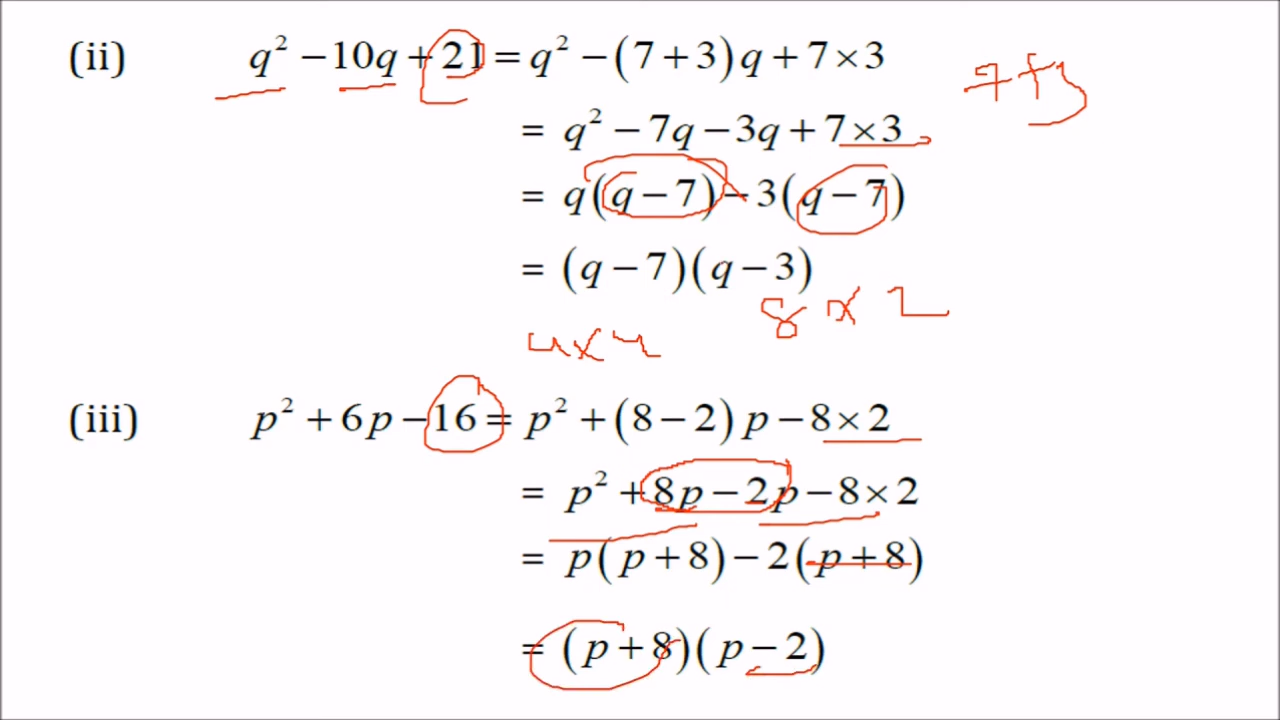 (ii) q² − 10q + 21 = q² − (7 + 3) q + 7 × 3
7 + 3
= q² − 7q − 3q + 7 × 3
= q(q − 7) − 3(q − 7)
= (q − 7)(q − 3)
8 × 2
4 × 4
(iii) p² + 6p − 16 = p² + (8 − 2) p − 8 × 2
= p² + 8p − 2p − 8 × 2
= p(p + 8) − 2(p + 8)
= (p + 8)(p − 2)